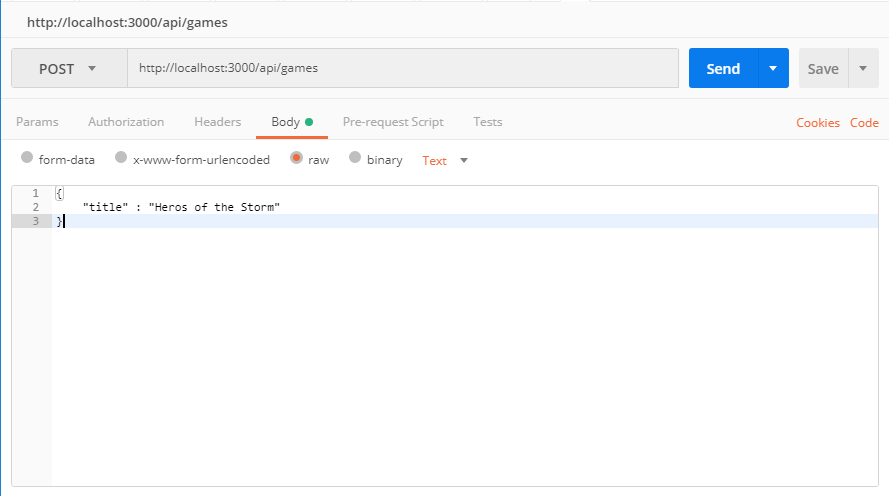 http://localhost:3000/api/games
POST http://localhost:3000/api/games Send Save
Params Authorization Headers Body Pre-request Script Tests Cookies Code
form-data x-www-form-urlencoded raw binary Text
1 {
2 "title" : "Heros of the Storm"
3 }